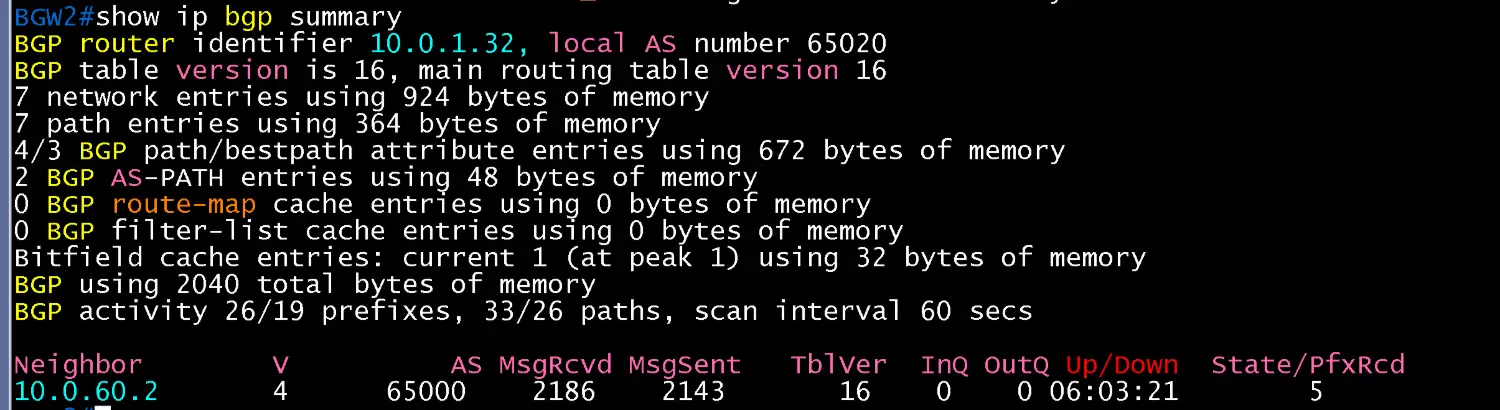 BGW2#show ip bgp summary
BGP router identifier 10.0.1.32, local AS number 65020
BGP table version is 16, main routing table version 16
7 network entries using 924 bytes of memory
7 path entries using 364 bytes of memory
4/3 BGP path/bestpath attribute entries using 672 bytes of memory
2 BGP AS-PATH entries using 48 bytes of memory
0 BGP route-map cache entries using 0 bytes of memory
0 BGP filter-list cache entries using 0 bytes of memory
Bitfield cache entries: current 1 (at peak 1) using 32 bytes of memory
BGP using 2040 total bytes of memory
BGP activity 26/19 prefixes, 33/26 paths, scan interval 60 secs
Neighbor V AS MsgRcvd MsgSent TblVer InQ OutQ Up/Down State/PfxRcd
10.0.60.2 4 65000 2186 2143 16 0 0 06:03:21 5